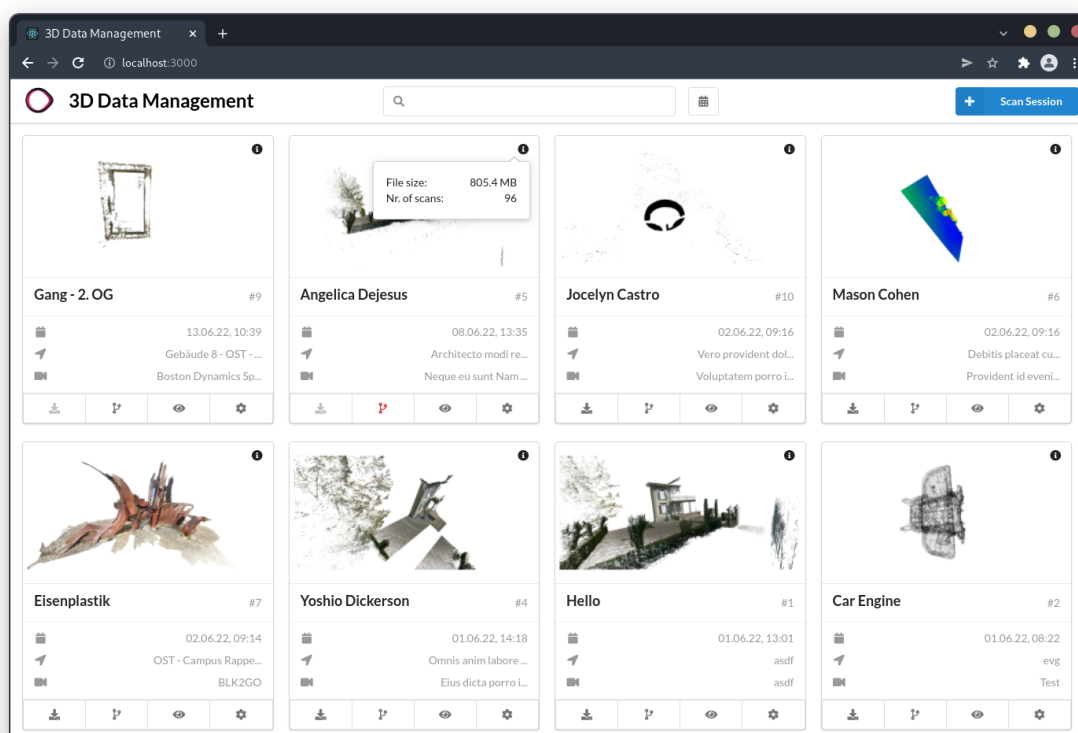 3D Data Management
localhost:3000
3D Data Management
Scan Session
File size: 805.4 MB
Nr. of scans: 96
Gang - 2. OG #9
13.06.22, 10:39
Gebäude 8 - OST - ...
Boston Dynamics Sp...
Angelica Dejesus #5
08.06.22, 13:35
Architecto modi re...
Neque eu sunt Nam ...
Jocelyn Castro #10
02.06.22, 09:16
Vero provident dol...
Voluptatem porro i...
Mason Cohen #6
02.06.22, 09:16
Debitis placeat cu...
Provident id eveni...
Eisenplastik #7
02.06.22, 09:14
OST - Campus Rappe...
BLK2GO
Yoshio Dickerson #4
01.06.22, 14:18
Omnis anim labore ...
Eius dicta porro i...
Hello #1
01.06.22, 13:01
asdf
asdf
Car Engine #2
01.06.22, 08:22
evg
Test